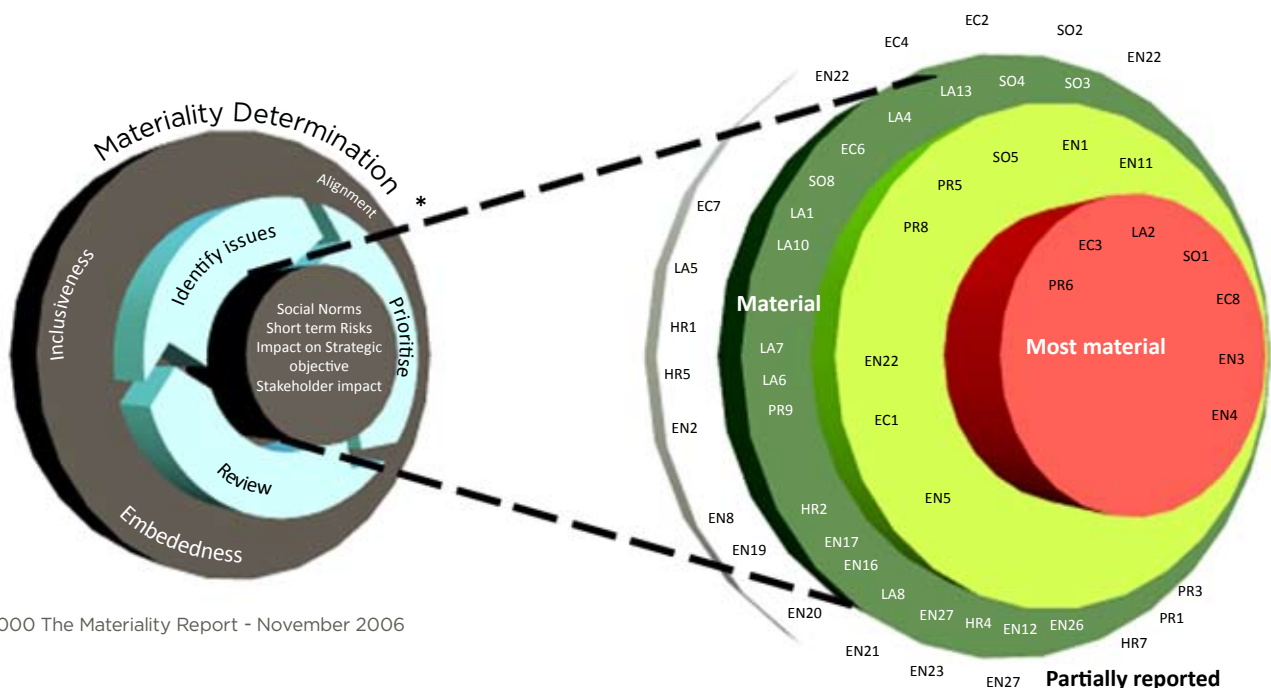 Materiality Determination
*
Alignment
Inclusiveness
Identify issues
Prioritise
Social Norms
Short term Risks
Impact on Strategic
objective
Stakeholder impact
Review
Embededness
000 The Materiality Report - November 2006
EC2
SO2
EC4
EN22
EN22
EC7
LA5
HR1
HR5
EN2
EN8
EN19
EN20
EN21
EN23
EN27
HR7
PR1
PR3
Partially reported
LA13
SO4
SO3
LA4
EC6
SO8
LA1
LA10
Material
LA7
LA6
PR9
HR2
EN17
EN16
LA8
EN27
HR4
EN12
EN26
EN1
SO5
EN11
PR5
PR8
EN22
EC1
EN5
LA2
EC3
SO1
PR6
EC8
Most material
EN3
EN4